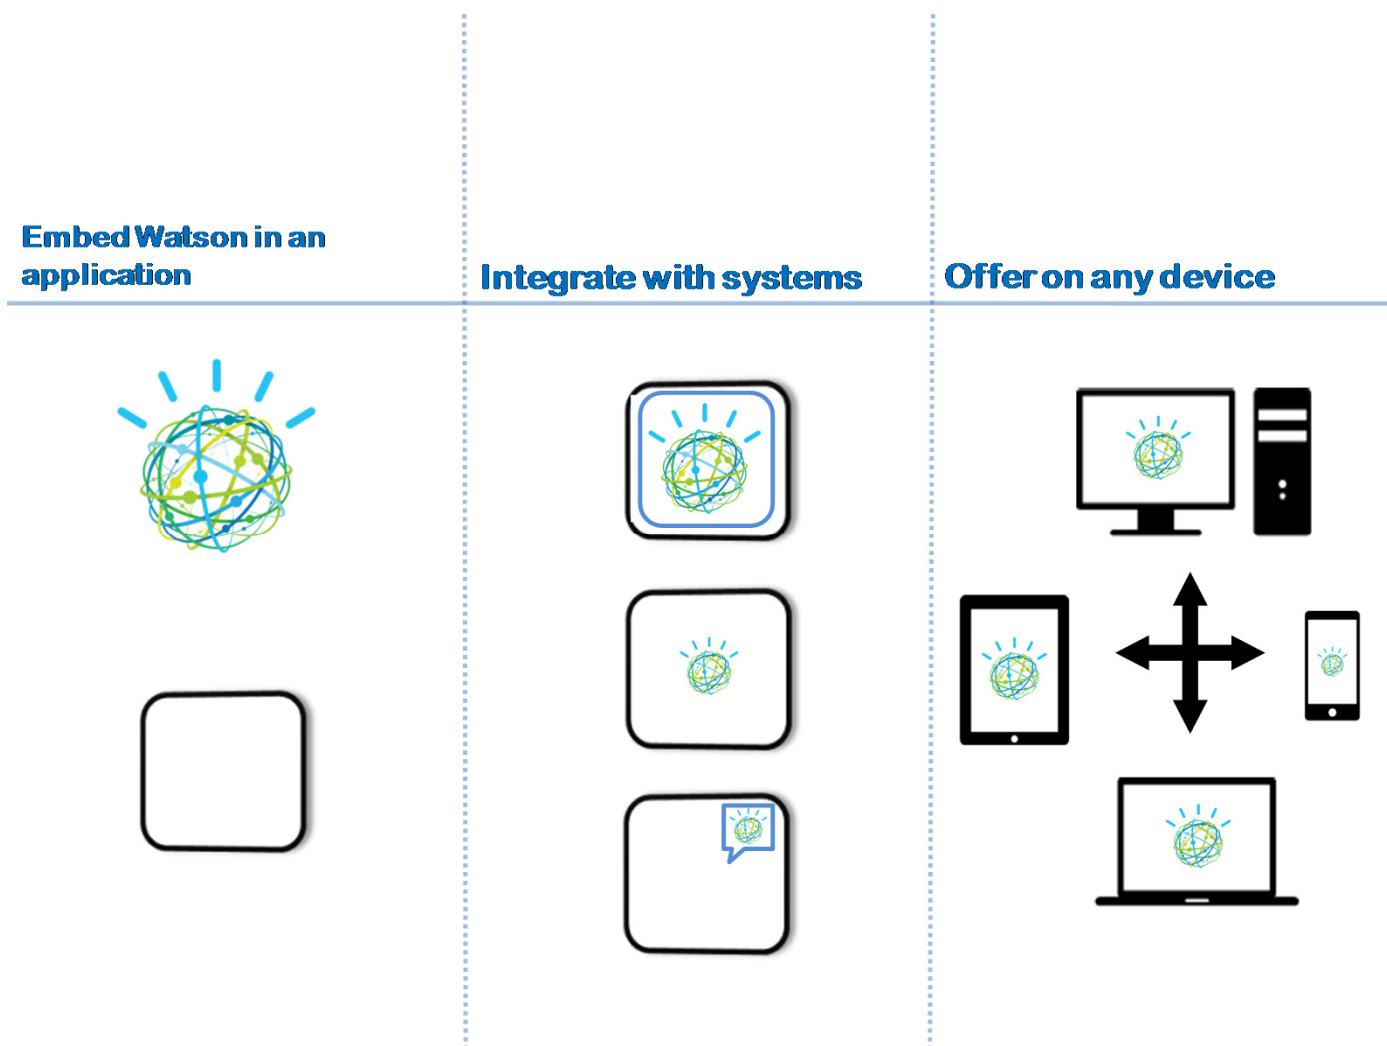 Embed Watson in an
application
Integrate with systems
Offer on any device